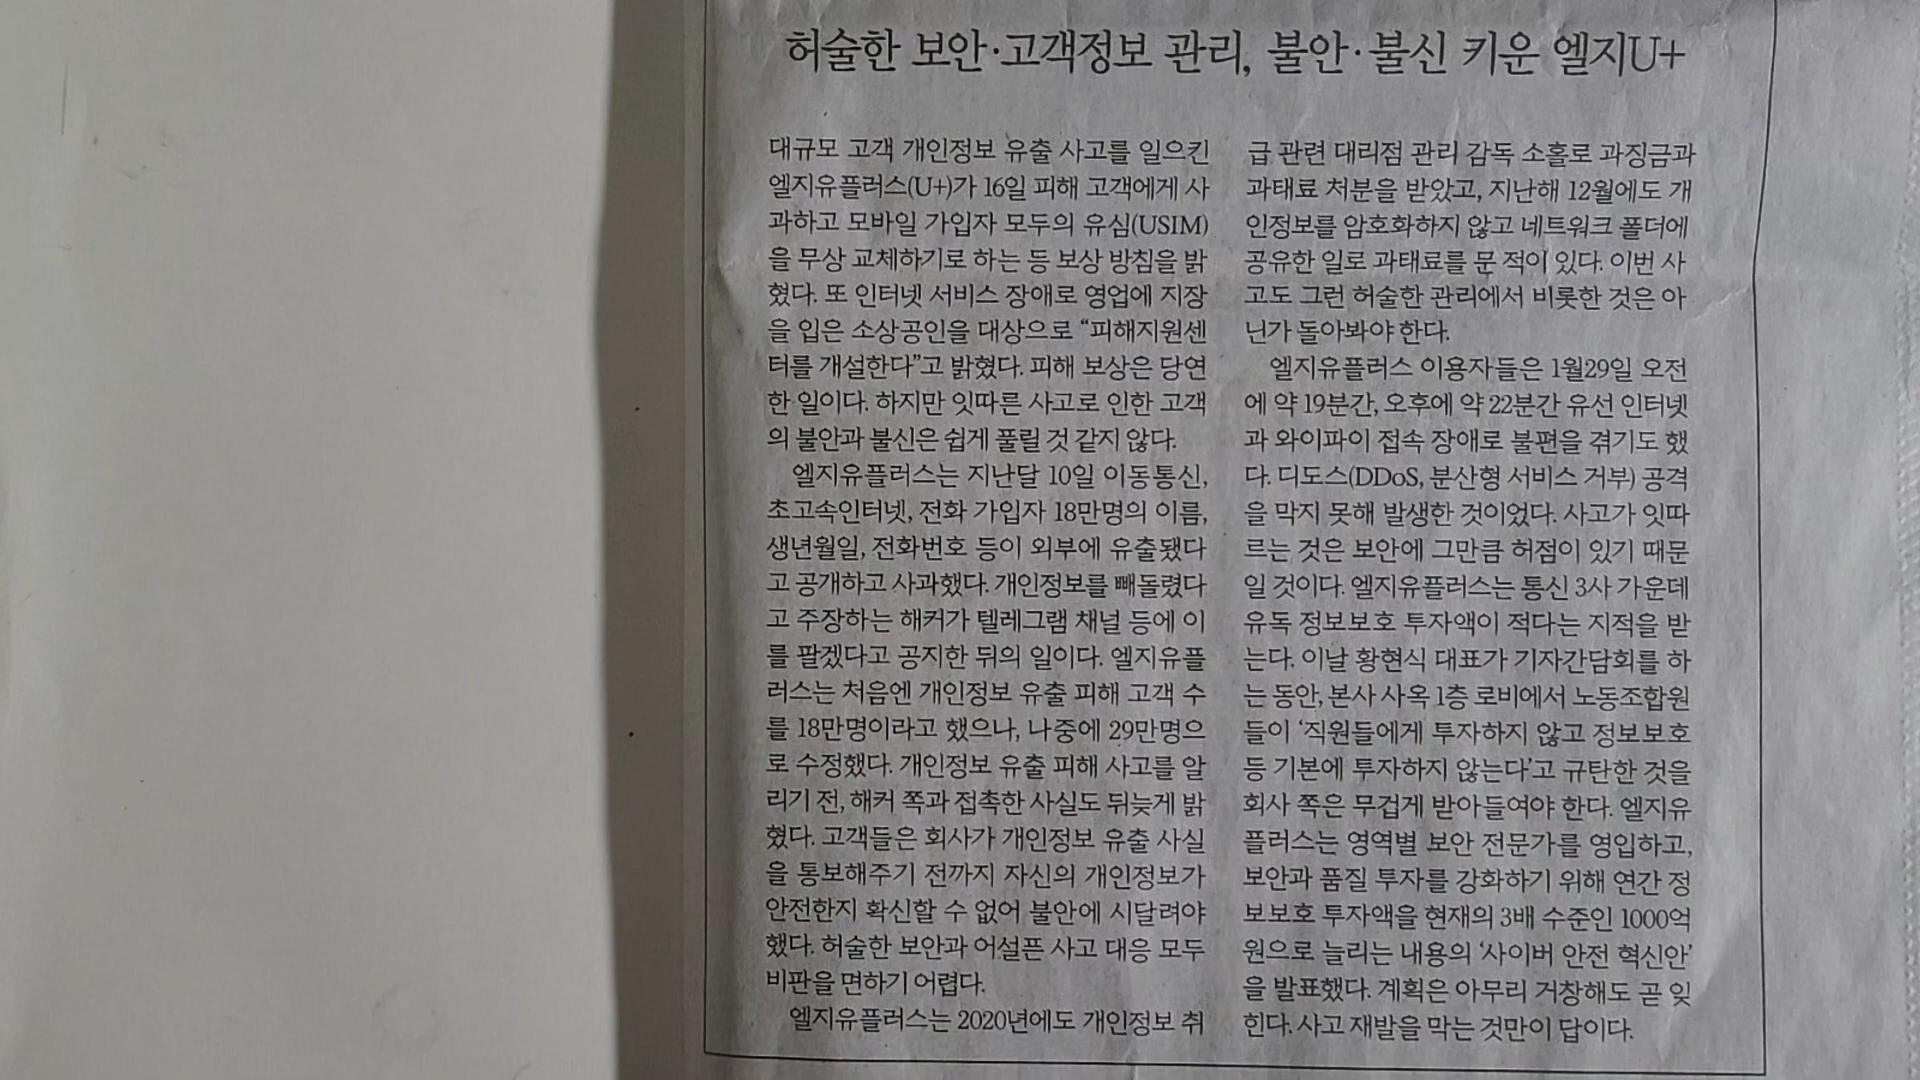 허술한 보안·고객정보 관리, 불안·불신 키운 엘지U+
대규모 고객 개인정보 유출 사고를 일으킨
엘지유플러스(U+)가 16일 피해 고객에게 사
과하고 모바일 가입자 모두의 유심(USIM)
을 무상 교체하기로 하는 등 보상 방침을 밝
혔다. 또 인터넷 서비스 장애로 영업에 지장
을 입은 소상공인을 대상으로 “피해지원센
터를 개설한다”고 밝혔다. 피해 보상은 당연
한 일이다. 하지만 잇따른 사고로 인한 고객
의 불안과 불신은 쉽게 풀릴 것 같지 않다.
엘지유플러스는 지난달 10일 이동통신,
초고속인터넷, 전화 가입자 18만명의 이름,
생년월일, 전화번호 등이 외부에 유출됐다
고 공개하고 사과했다. 개인정보를 빼돌렸다
고 주장하는 해커가 텔레그램 채널 등에 이
를 팔겠다고 공지한 뒤의 일이다. 엘지유플
러스는 처음엔 개인정보 유출 피해 고객 수
를 18만명이라고 했으나, 나중에 29만명으
로 수정했다. 개인정보 유출 피해 사고를 알
리기 전, 해커 쪽과 접촉한 사실도 뒤늦게 밝
혔다. 고객들은 회사가 개인정보 유출 사실
을 통보해주기 전까지 자신의 개인정보가
안전한지 확신할 수 없어 불안에 시달려야
했다. 허술한 보안과 어설픈 사고 대응 모두
비판을 면하기 어렵다.
엘지유플러스는 2020년에도 개인정보 취
급 관련 대리점 관리 감독 소홀로 과징금과
과태료 처분을 받았고, 지난해 12월에도 개
인정보를 암호화하지 않고 네트워크 폴더에
공유한 일로 과태료를 문 적이 있다. 이번 사
고도 그런 허술한 관리에서 비롯한 것은 아
닌가 돌아봐야 한다.
엘지유플러스 이용자들은 1월29일 오전
에 약 19분간, 오후에 약 22분간 유선 인터넷
과 와이파이 접속 장애로 불편을 겪기도 했
다. 디도스(DDoS, 분산형 서비스 거부) 공격
을 막지 못해 발생한 것이었다. 사고가 잇따
르는 것은 보안에 그만큼 허점이 있기 때문
일 것이다. 엘지유플러스는 통신 3사 가운데
유독 정보보호 투자액이 적다는 지적을 받
는다. 이날 황현식 대표가 기자간담회를 하
는 동안, 본사 사옥 1층 로비에서 노동조합원
들이 ‘직원들에게 투자하지 않고 정보보호
등 기본에 투자하지 않는다’고 규탄한 것을
회사 쪽은 무겁게 받아들여야 한다. 엘지유
플러스는 영역별 보안 전문가를 영입하고,
보안과 품질 투자를 강화하기 위해 연간 정
보보호 투자액을 현재의 3배 수준인 1000억
원으로 늘리는 내용의 ‘사이버 안전 혁신안’
을 발표했다. 계획은 아무리 거창해도 곧 잊
힌다. 사고 재발을 막는 것만이 답이다.